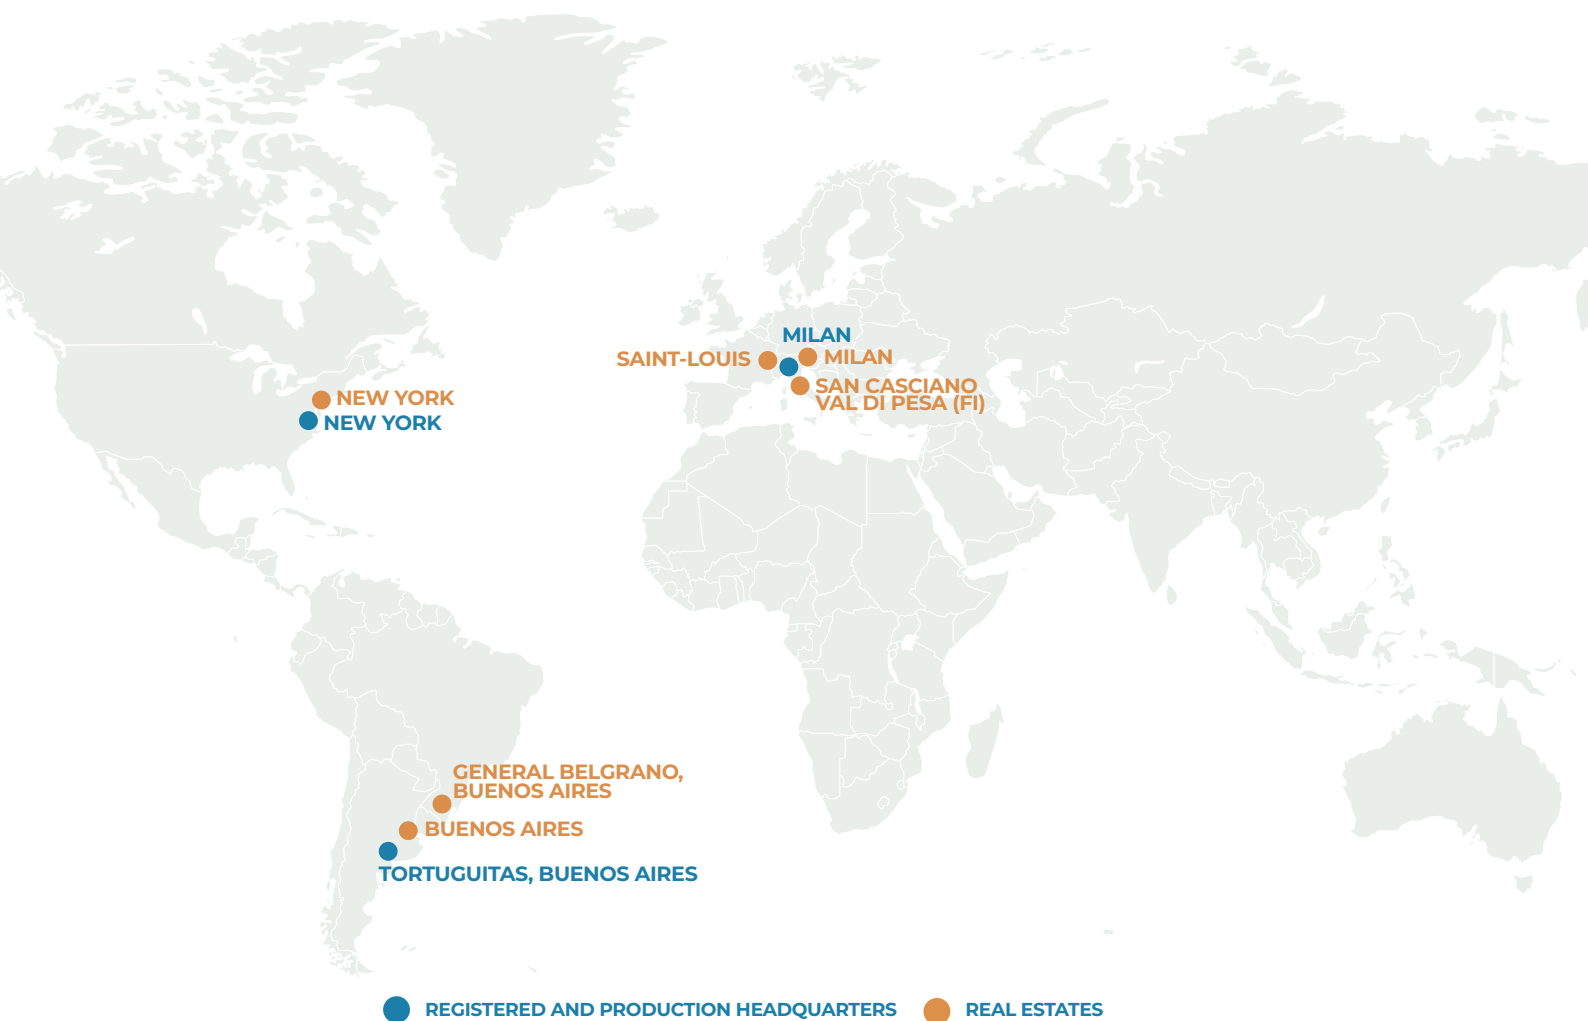 MILAN
SAINT-LOUIS
MILAN
SAN CASCIANO
VAL DI PESA (FI)
NEW YORK
NEW YORK
GENERAL BELGRANO,
BUENOS AIRES
BUENOS AIRES
TORTUGUITAS, BUENOS AIRES
REGISTERED AND PRODUCTION HEADQUARTERS
REAL ESTATES